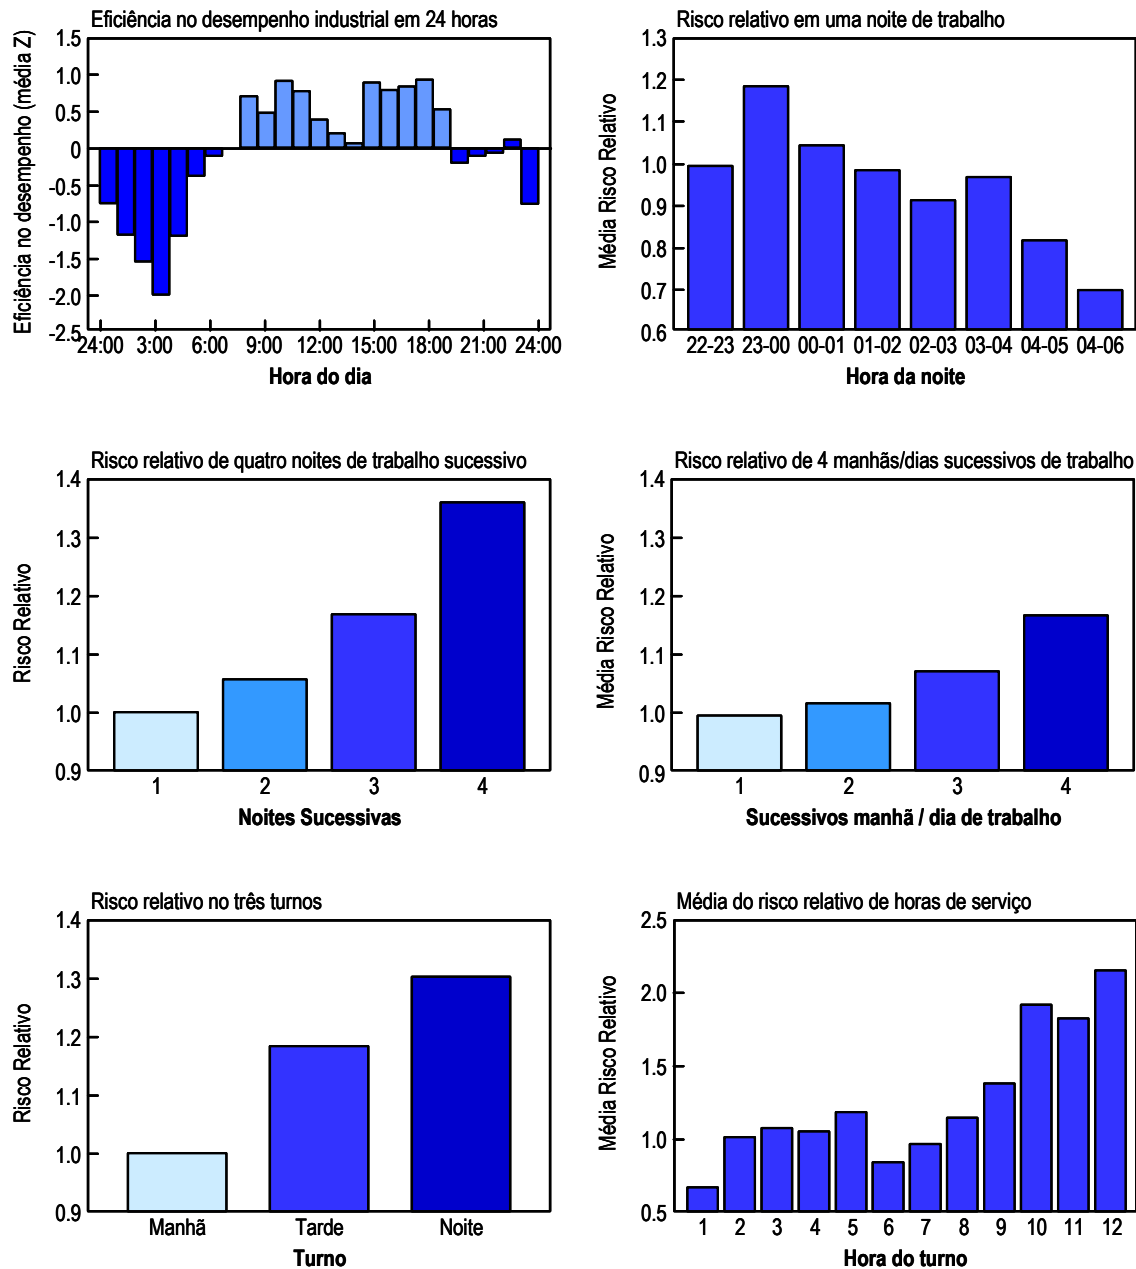 Eficiência no desempenho industrial em 24 horas
Eficiência no desempenho (média Z)
1.5
1.0
0.5
0
-0.5
-1.0
-1.5
-2.0
-2.5
24:00 3:00 6:00 9:00 12:00 15:00 18:00 21:00 24:00
Hora do dia
Risco relativo em uma noite de trabalho
Média Risco Relativo
1.3
1.2
1.1
1.0
0.9
0.8
0.7
0.6
22-23 23-00 00-01 01-02 02-03 03-04 04-05 04-06
Hora da noite
Risco relativo de quatro noites de trabalho sucessivo
Risco Relativo
1.4
1.3
1.2
1.1
1.0
0.9
1 2 3 4
Noites Sucessivas
Risco relativo de 4 manhãs/dias sucessivos de trabalho
Média Risco Relativo
1.4
1.3
1.2
1.1
1.0
0.9
1 2 3 4
Sucessivos manhã / dia de trabalho
Risco relativo no três turnos
Risco Relativo
1.4
1.3
1.2
1.1
1.0
0.9
Manhã Tarde Noite
Turno
Média do risco relativo de horas de serviço
Média Risco Relativo
2.5
2.0
1.5
1.0
0.5
1 2 3 4 5 6 7 8 9 10 11 12
Hora do turno